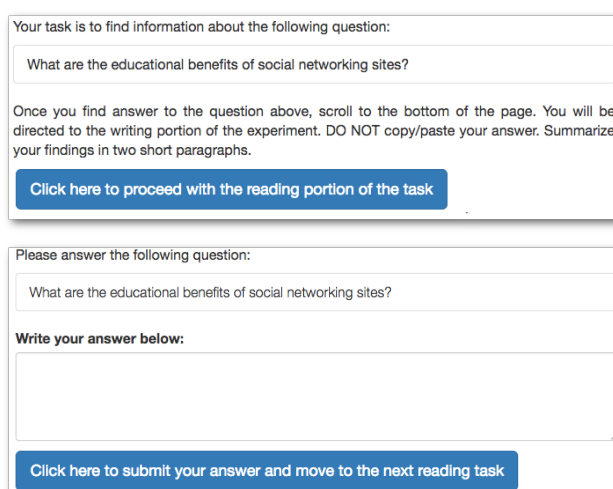 Your task is to find information about the following question:
What are the educational benefits of social networking sites?
Once you find answer to the question above, scroll to the bottom of the page. You will be
directed to the writing portion of the experiment. DO NOT copy/paste your answer. Summarize
your findings in two short paragraphs.
Click here to proceed with the reading portion of the task
Please answer the following question:
What are the educational benefits of social networking sites?
Write your answer below:
Click here to submit your answer and move to the next reading task